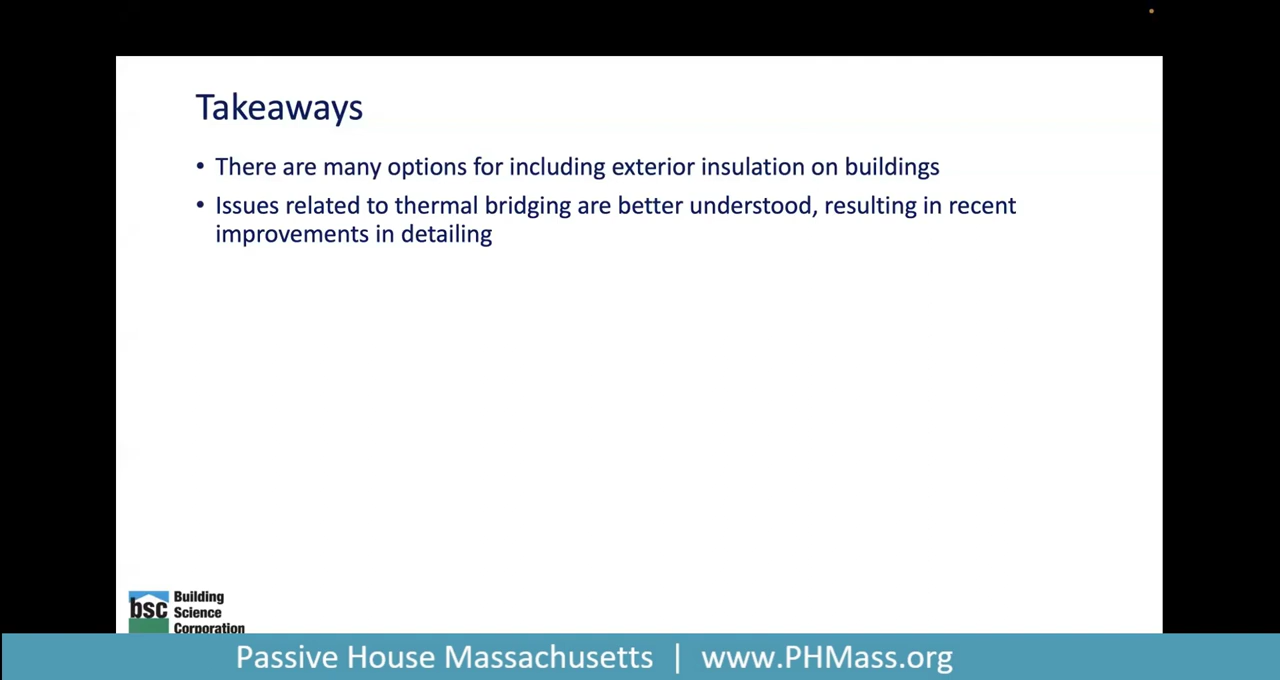 Takeaways
• There are many options for including exterior insulation on buildings
• Issues related to thermal bridging are better understood, resulting in recent
improvements in detailing
bsc
Building
Science
Corporation
Passive House Massachusetts | www.PHMass.org